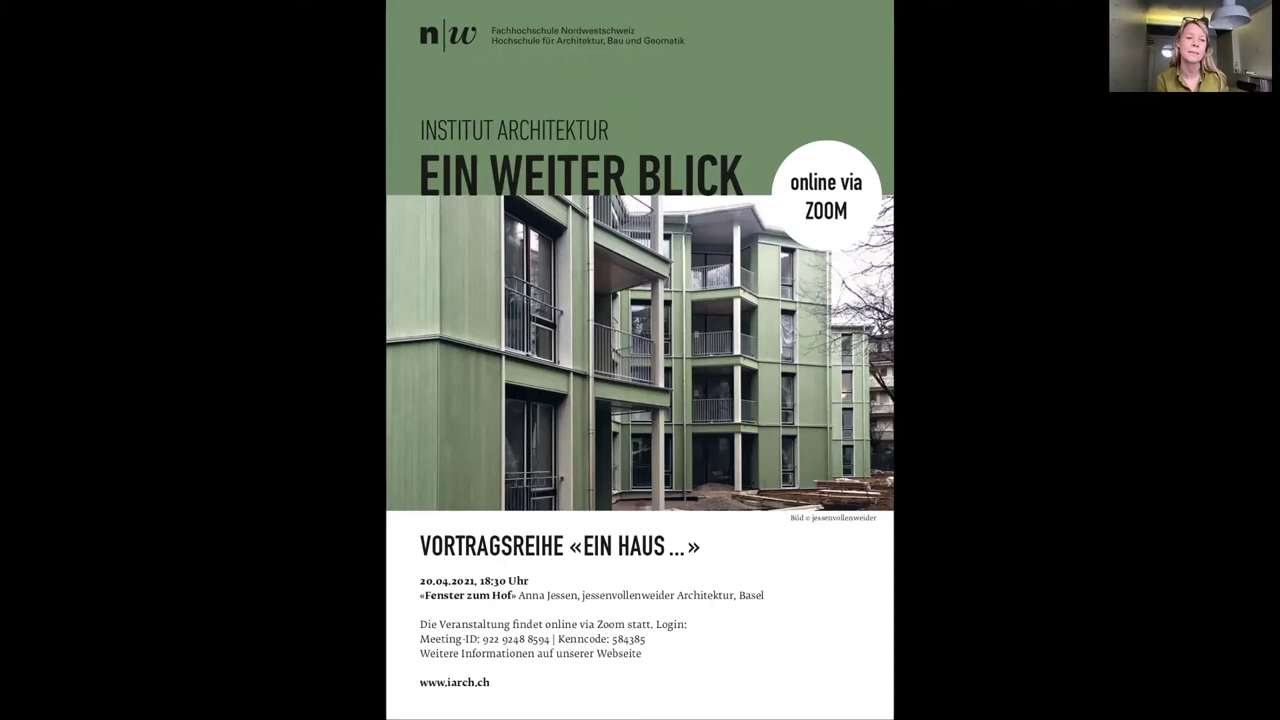 n|w Fachhochschule Nordwestschweiz
Hochschule für Architektur, Bau und Geomatik
INSTITUT ARCHITEKTUR
EIN WEITER BLICK
online via
ZOOM
Bild © jessenvollenweider
VORTRAGSREIHE «EIN HAUS ... »
20.04.2021, 18:30 Uhr
«Fenster zum Hof» Anna Jessen, jessenvollenweider Architektur, Basel
Die Veranstaltung findet online via Zoom statt. Login:
Meeting-ID: 922 9248 8594 | Kenncode: 584385
Weitere Informationen auf unserer Webseite
www.iarch.ch